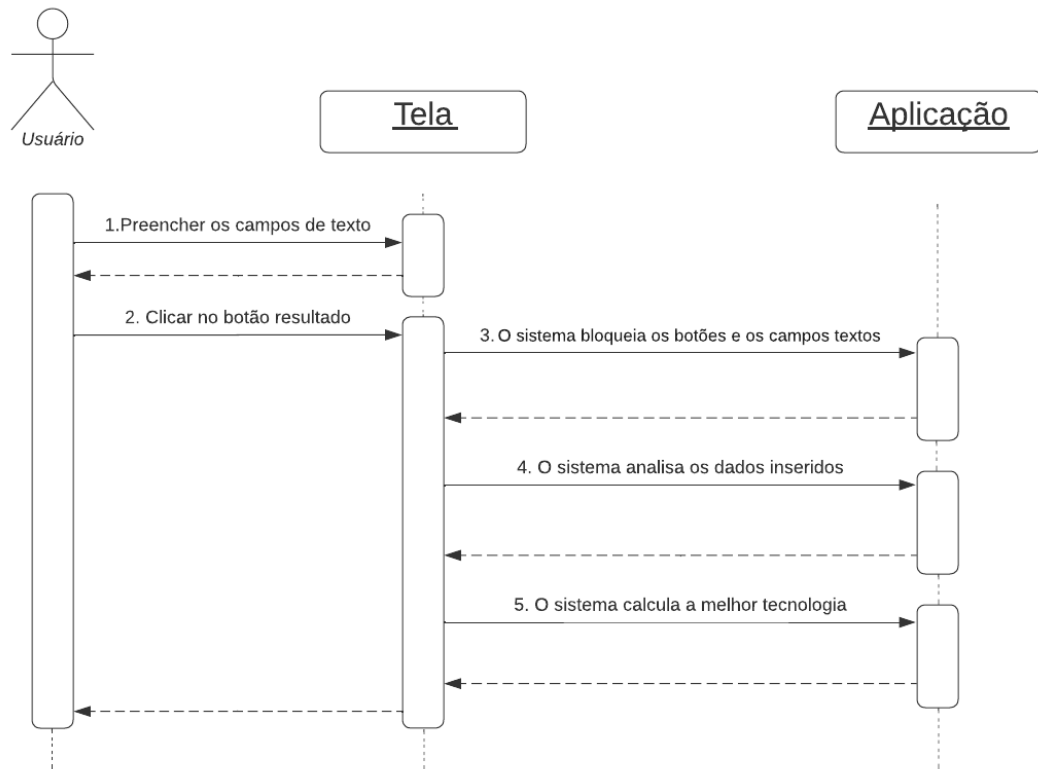 Usuário
Tela
Aplicação
1.Preencher os campos de texto
2. Clicar no botão resultado
3. O sistema bloqueia os botões e os campos textos
4. O sistema analisa os dados inseridos
5. O sistema calcula a melhor tecnologia